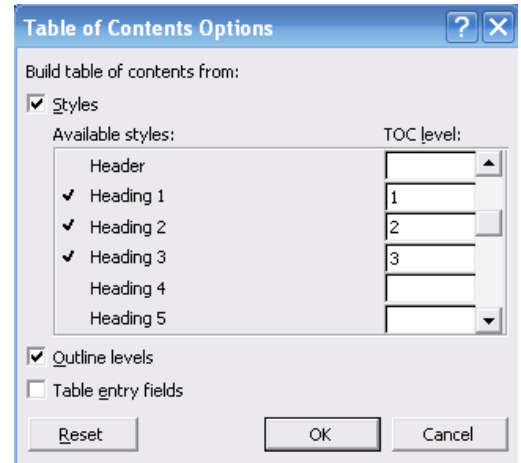 Table of Contents Options
Build table of contents from:
Styles
Available styles: TOC level:
Header
Heading 1 1
Heading 2 2
Heading 3 3
Heading 4
Heading 5
Outline levels
Table entry fields
Reset OK Cancel